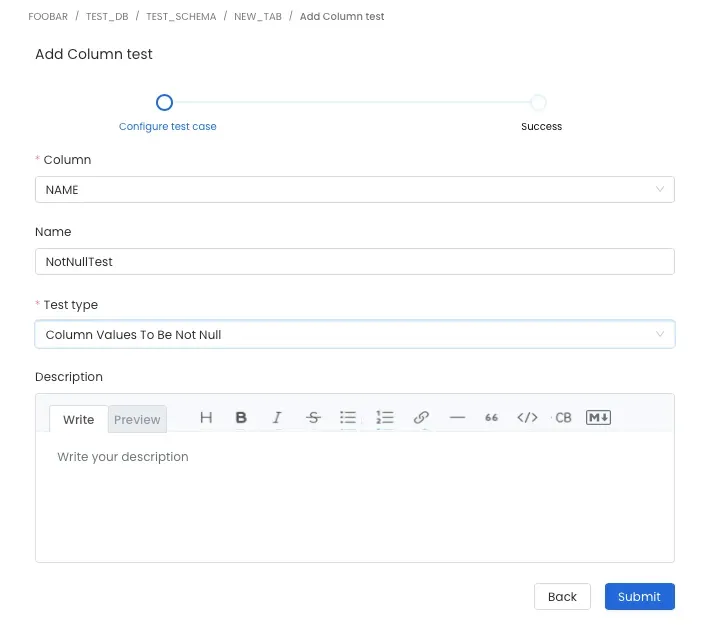 FOOBAR / TEST_DB / TEST_SCHEMA / NEW_TAB / Add Column test
Add Column test
Configure test case
Success
* Column
NAME
Name
NotNullTest
* Test type
Column Values To Be Not Null
Description
Write Preview H B I S 66 </> CB M
Write your description
Back Submit